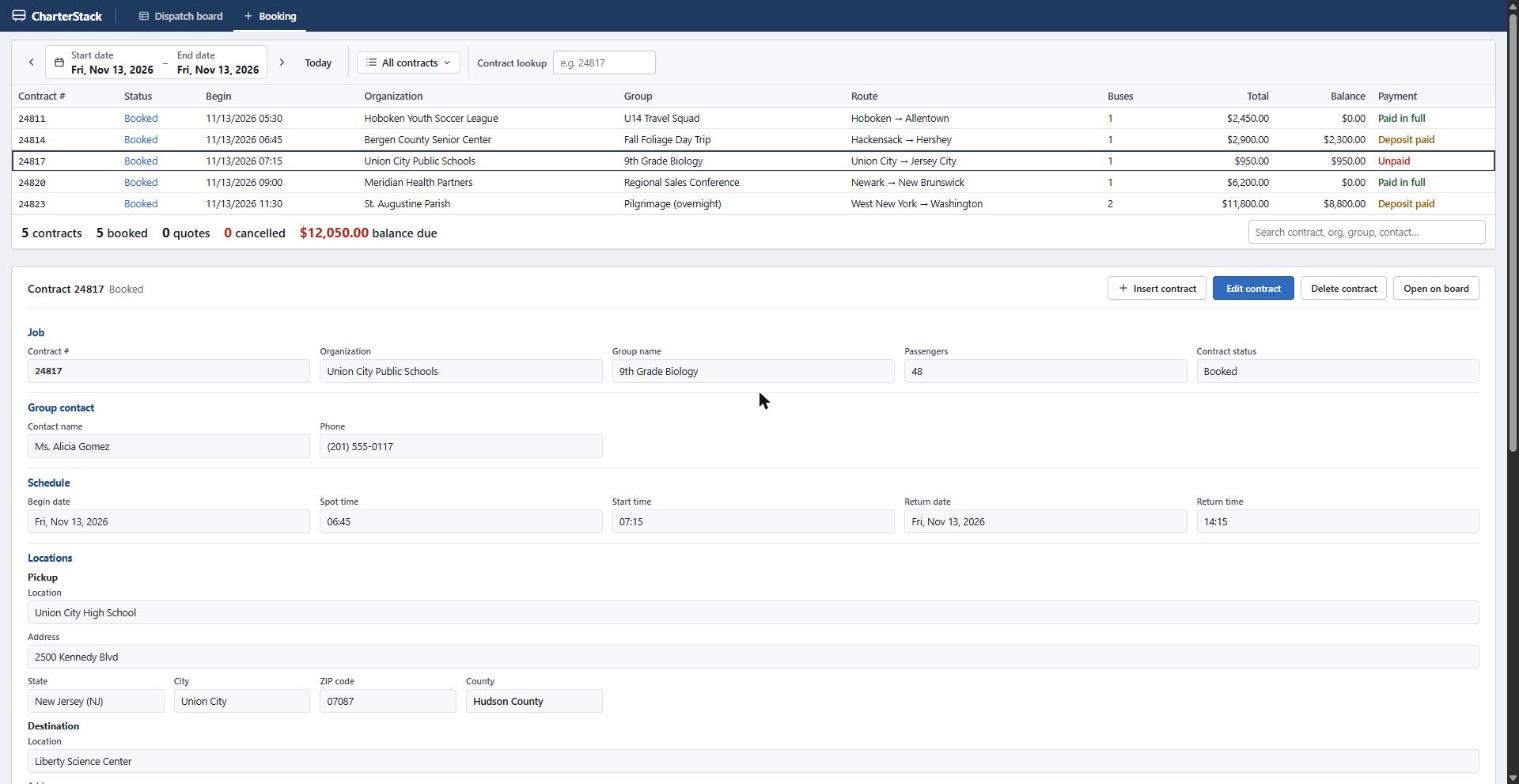 CharterStack Dispatch board + Booking
Start date End date
Fri, Nov 13, 2026 – Fri, Nov 13, 2026 Today All contracts Contract lookup e.g. 24817
Contract # Status Begin Organization Group Route Buses Total Balance Payment
24811 Booked 11/13/2026 05:30 Hoboken Youth Soccer League U14 Travel Squad Hoboken → Allentown 1 $2,450.00 $0.00 Paid in full
24814 Booked 11/13/2026 06:45 Bergen County Senior Center Fall Foliage Day Trip Hackensack → Hershey 1 $2,900.00 $2,300.00 Deposit paid
24817 Booked 11/13/2026 07:15 Union City Public Schools 9th Grade Biology Union City → Jersey City 1 $950.00 $950.00 Unpaid
24820 Booked 11/13/2026 09:00 Meridian Health Partners Regional Sales Conference Newark → New Brunswick 1 $6,200.00 $0.00 Paid in full
24823 Booked 11/13/2026 11:30 St. Augustine Parish Pilgrimage (overnight) West New York → Washington 2 $11,800.00 $8,800.00 Deposit paid
5 contracts 5 booked 0 quotes 0 cancelled $12,050.00 balance due Search contract, org, group, contact...
Contract 24817 Booked + Insert contract Edit contract Delete contract Open on board
Job
Contract # Organization Group name Passengers Contract status
24817 Union City Public Schools 9th Grade Biology 48 Booked
Group contact
Contact name Phone
Ms. Alicia Gomez (201) 555-0117
Schedule
Begin date Spot time Start time Return date Return time
Fri, Nov 13, 2026 06:45 07:15 Fri, Nov 13, 2026 14:15
Locations
Pickup
Location
Union City High School
Address
2500 Kennedy Blvd
State City ZIP code County
New Jersey (NJ) Union City 07087 Hudson County
Destination
Location
Liberty Science Center